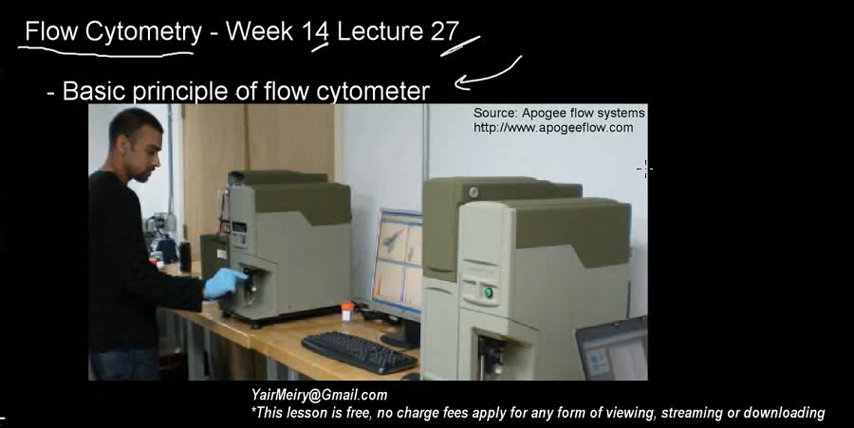 Flow Cytometry - Week 14 Lecture 27
- Basic principle of flow cytometer
Source: Apogee flow systems
http://www.apogeeflow.com
YairMeiry@Gmail.com
*This lesson is free, no charge fees apply for any form of viewing, streaming or downloading